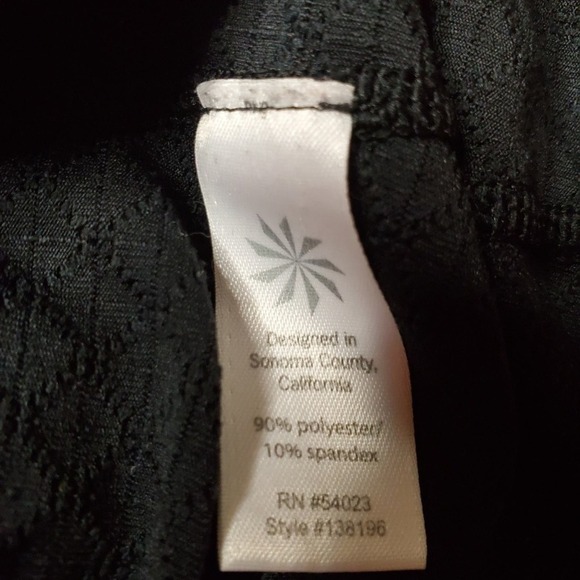 Designed in
Sonoma County,
California
90% polyester/
10% spandex
RN #54023
Style #138196